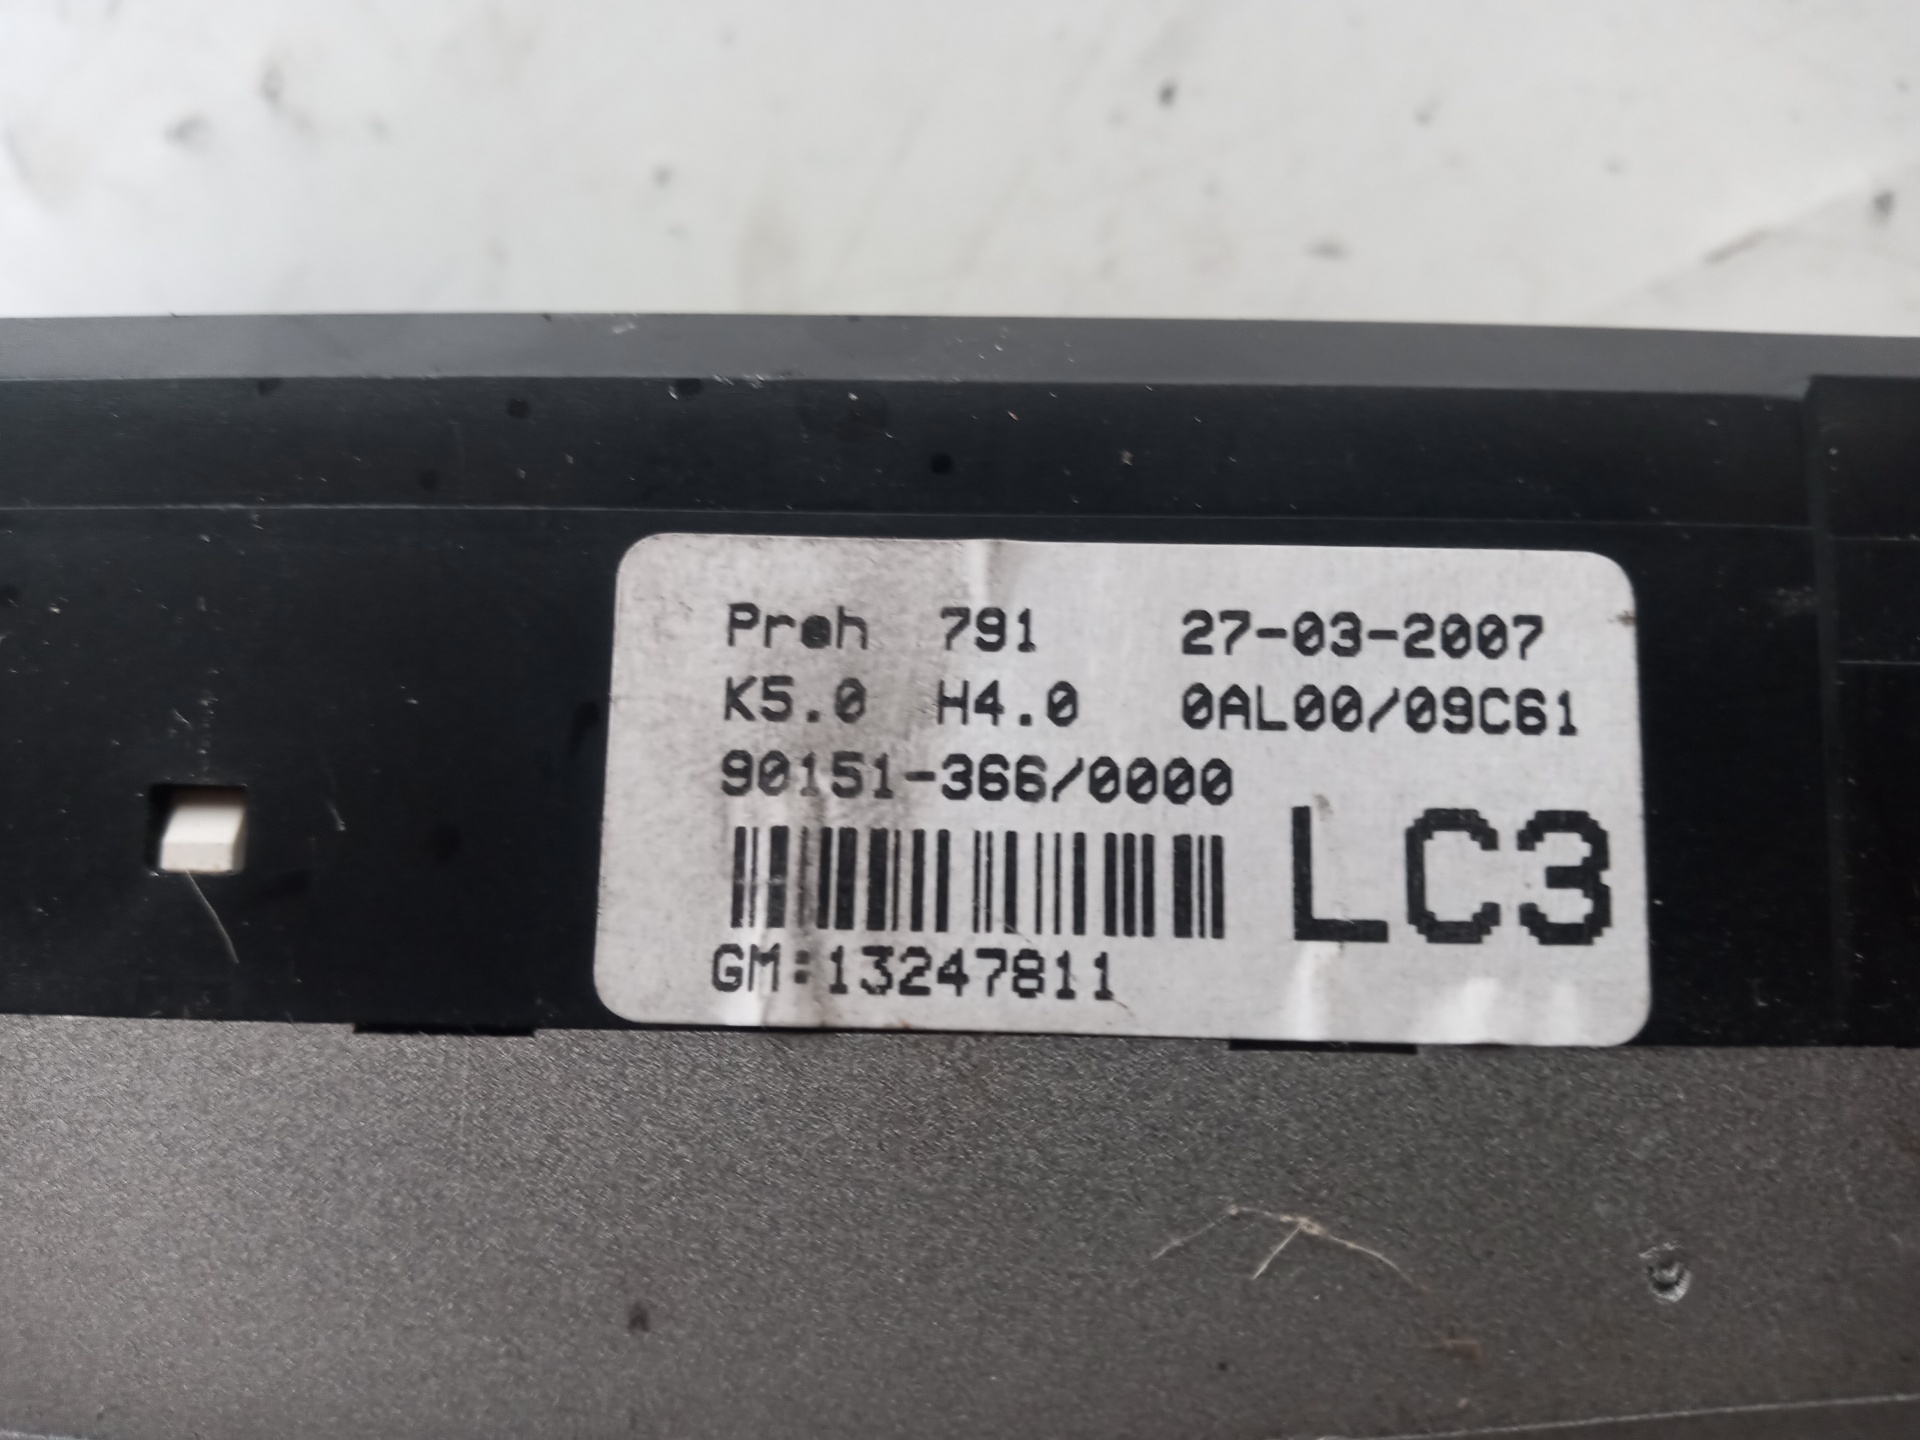 Preh 791 27-03-2007
K5.0 H4.0 0AL00/09C61
90151-366/0000
LC3
GM:13247811